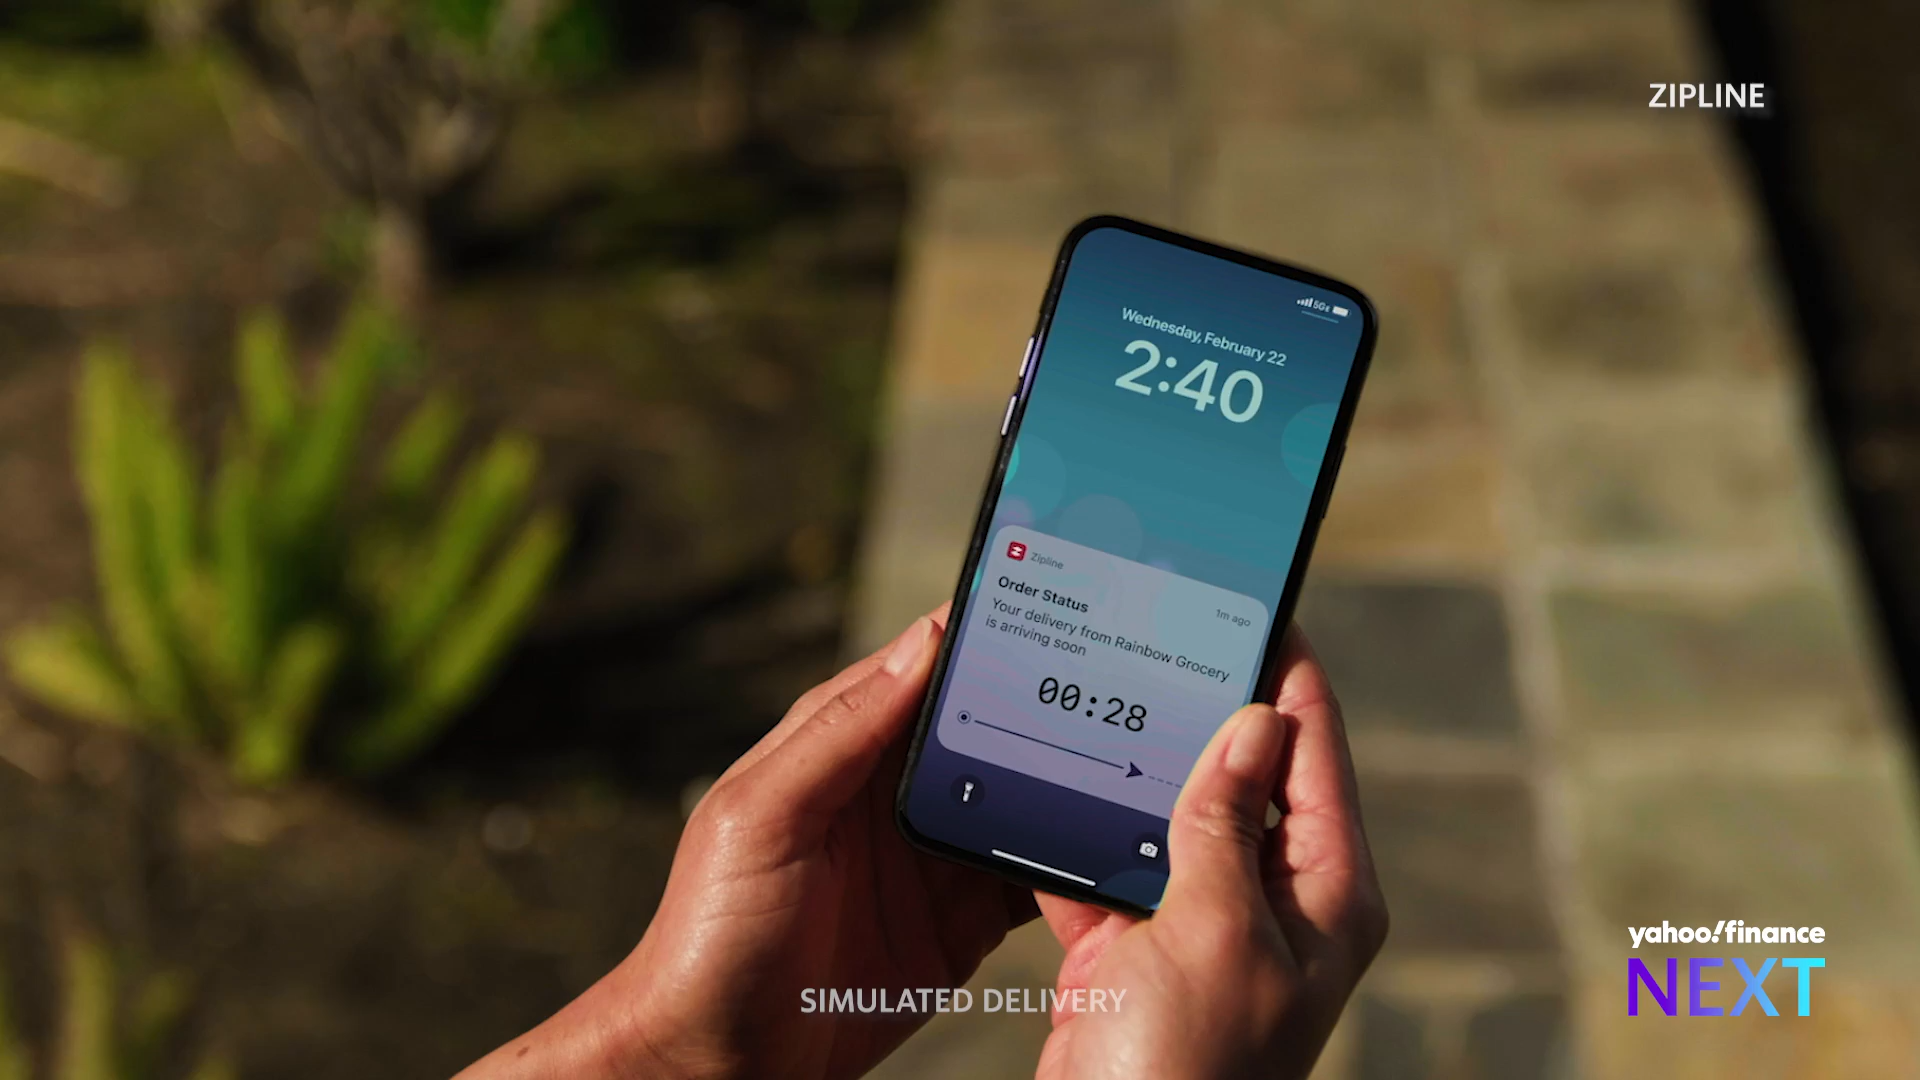 ZIPLINE
5G
Wednesday, February 22
2:40
Zipline
1m ago
Order Status
Your delivery from Rainbow Grocery
is arriving soon
00:28
SIMULATED DELIVERY
yahoo!finance
NEXT